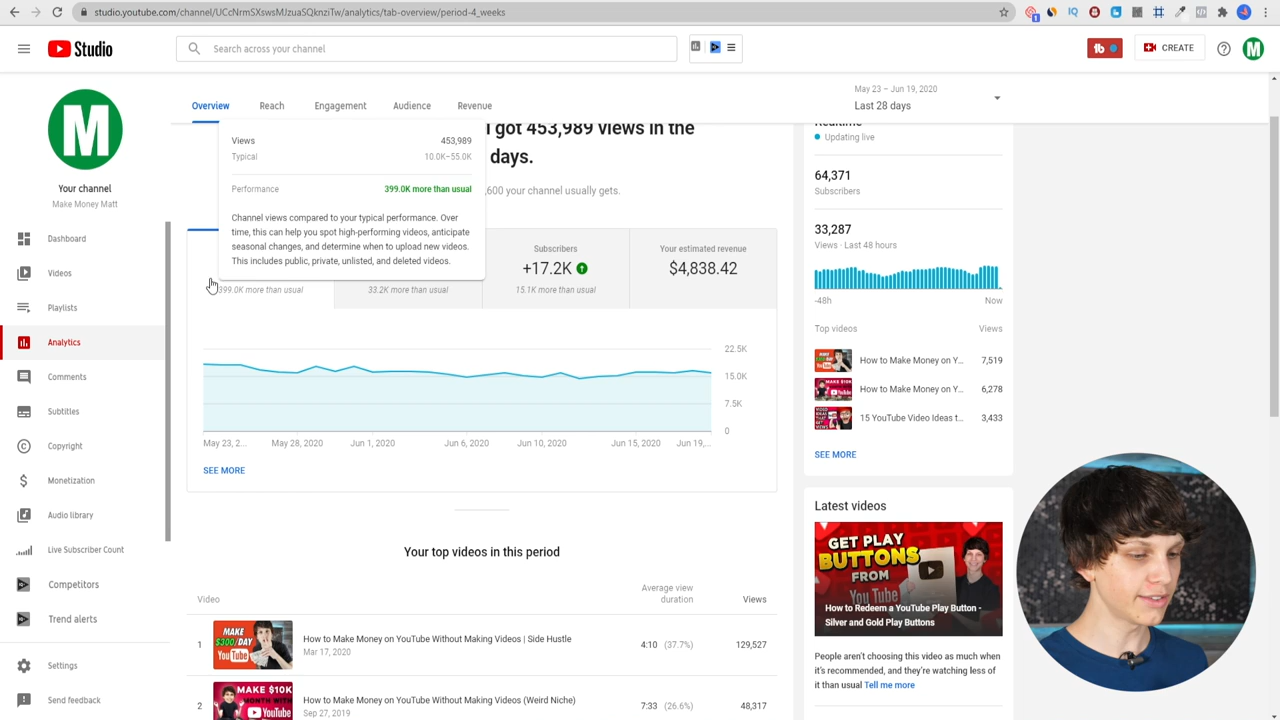 studio.youtube.com/channel/UCcNrmSXswsMJzuaSQknziTw/analytics/tab-overview/period-4_weeks
Studio
Search across your channel
CREATE
M
Overview
Reach
Engagement
Audience
Revenue
May 23 – Jun 19, 2020
Last 28 days
M
Your channel
Make Money Matt
Dashboard
Videos
Playlists
Analytics
Comments
Subtitles
Copyright
Monetization
Audio library
Live Subscriber Count
Competitors
Trend alerts
Settings
Send feedback
got 453,989 views in the
days.
,600 your channel usually gets.
Views 453,989
Typical 10.0K–55.0K
Performance 399.0K more than usual
Channel views compared to your typical performance. Over
time, this can help you spot high-performing videos, anticipate
seasonal changes, and determine when to upload new videos.
This includes public, private, unlisted, and deleted videos.
399.0K more than usual
33.2K more than usual
Subscribers
+17.2K
15.1K more than usual
Your estimated revenue
$4,838.42
22.5K
15.0K
7.5K
0
May 23, 2...
May 28, 2020
Jun 1, 2020
Jun 6, 2020
Jun 10, 2020
Jun 15, 2020
Jun 19,...
SEE MORE
Your top videos in this period
Video
Average view
duration
Views
1
MAKE
$300/DAY
YouTube
How to Make Money on YouTube Without Making Videos | Side Hustle
Mar 17, 2020
4:10 (37.7%)
129,527
2
MAKE $10K
MONTH WITH
YouTube
How to Make Money on YouTube Without Making Videos (Weird Niche)
Sep 27, 2019
7:33 (26.6%)
48,317
Realtime
Updating live
64,371
Subscribers
33,287
Views · Last 48 hours
-48h
Now
Top videos
Views
How to Make Money on Y...
7,519
How to Make Money on Y...
6,278
15 YouTube Video Ideas t...
3,433
SEE MORE
Latest videos
GET PLAY
BUTTONS
FROM
YouTube
How to Redeem a YouTube Play Button -
Silver and Gold Play Buttons
People aren't choosing this video as much when
it's recommended, and they're watching less of
it than usual Tell me more